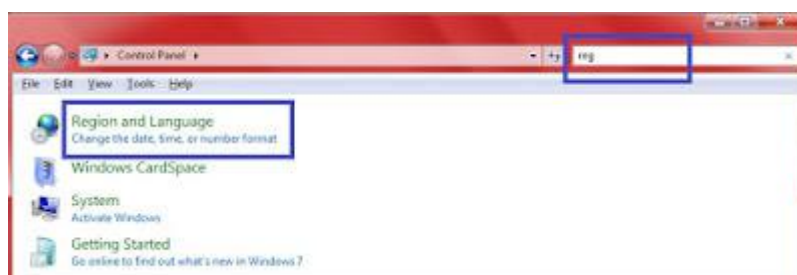 Control Panel
reg
File Edit View Tools Help
Region and Language
Change the date, time, or number format
Windows CardSpace
System
Activate Windows
Getting Started
Go online to find out what's new in Windows 7